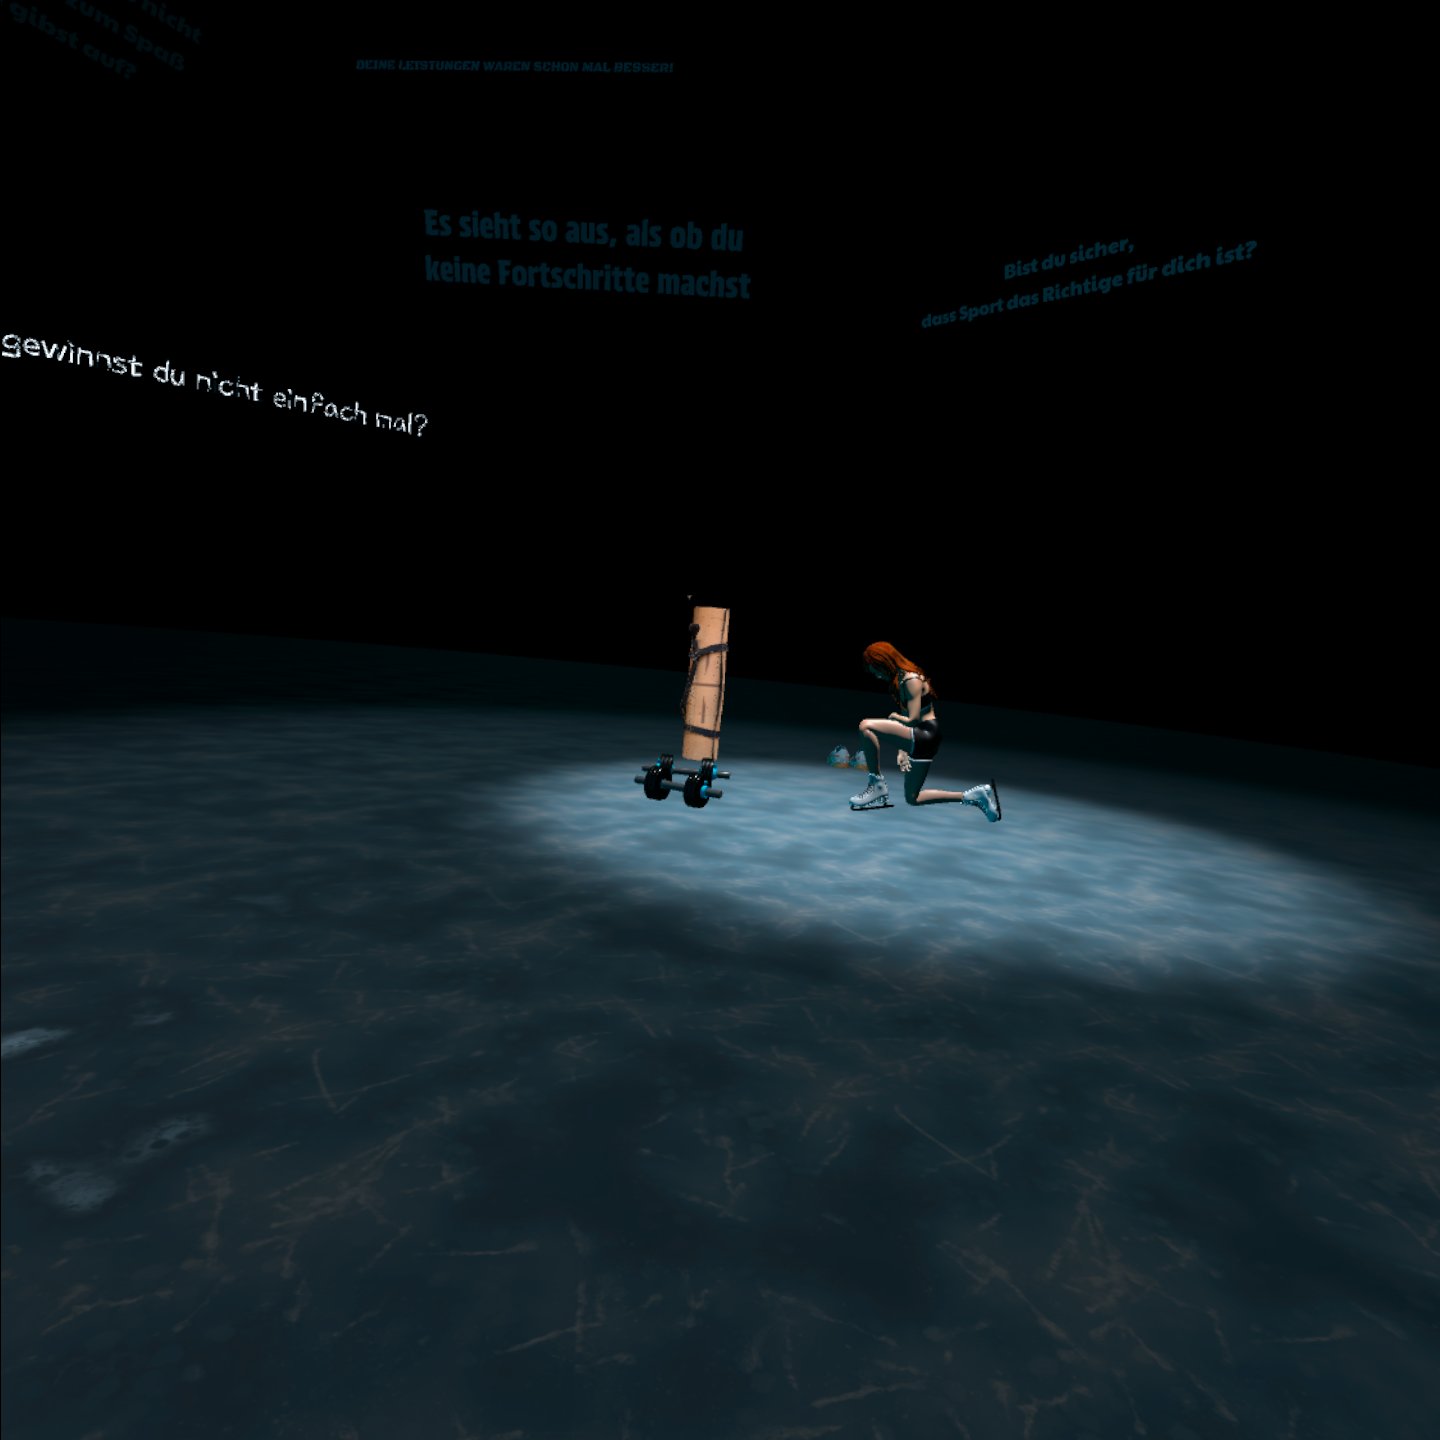 nicht
zum Spaß
gibst auf?
DEINE LEISTUNGEN WAREN SCHON MAL BESSER!
Es sieht so aus, als ob du
keine Fortschritte machst
Bist du sicher,
dass Sport das Richtige für dich ist?
gewinnst du nicht einfach mal?